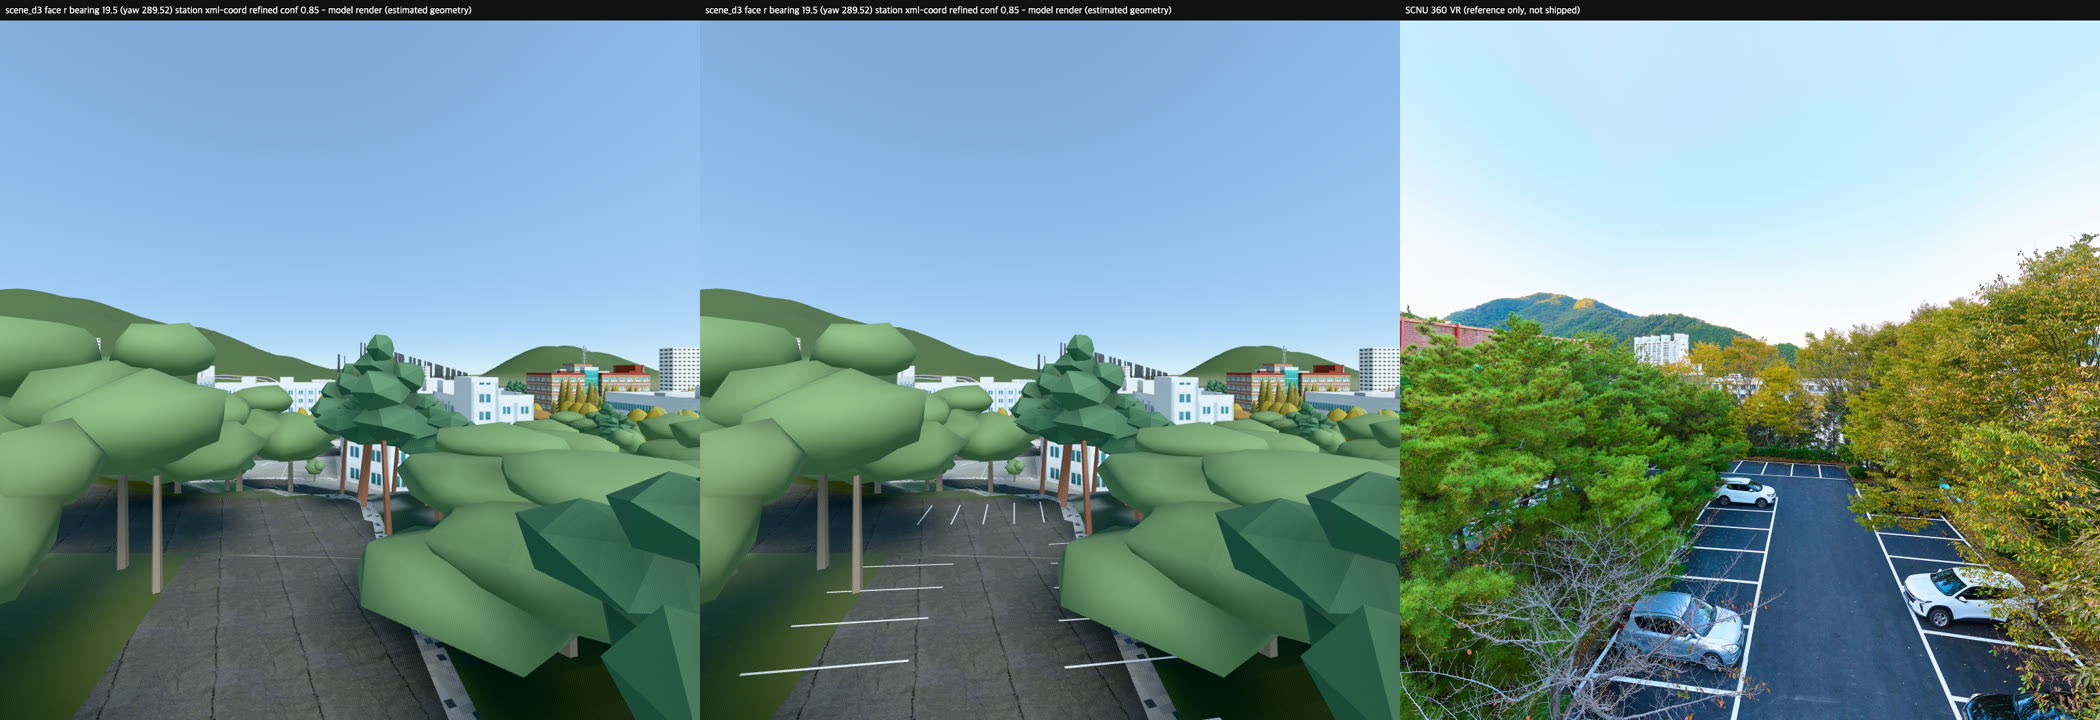 scene_d3 face r bearing 19.5 (yaw 289.52) station xml-coord refined conf 0.85 - model render (estimated geometry)
scene_d3 face r bearing 19.5 (yaw 289.52) station xml-coord refined conf 0.85 - model render (estimated geometry)
SCNU 360 VR (reference only, not shipped)